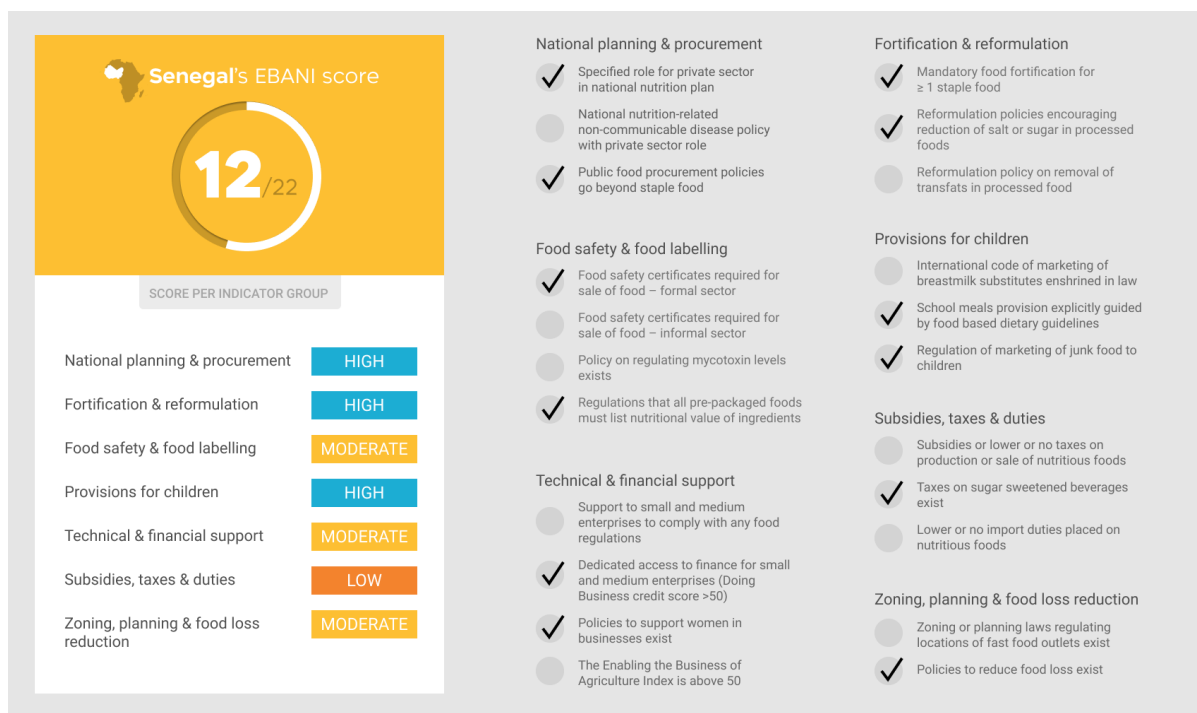 Senegal's EBANI score
12/22
SCORE PER INDICATOR GROUP
National planning & procurement HIGH
Fortification & reformulation HIGH
Food safety & food labelling MODERATE
Provisions for children HIGH
Technical & financial support MODERATE
Subsidies, taxes & duties LOW
Zoning, planning & food loss MODERATE
reduction
National planning & procurement
Specified role for private sector
in national nutrition plan
National nutrition-related
non-communicable disease policy
with private sector role
Public food procurement policies
go beyond staple food
Food safety & food labelling
Food safety certificates required for
sale of food – formal sector
Food safety certificates required for
sale of food – informal sector
Policy on regulating mycotoxin levels
exists
Regulations that all pre-packaged foods
must list nutritional value of ingredients
Technical & financial support
Support to small and medium
enterprises to comply with any food
regulations
Dedicated access to finance for small
and medium enterprises (Doing
Business credit score >50)
Policies to support women in
businesses exist
The Enabling the Business of
Agriculture Index is above 50
Fortification & reformulation
Mandatory food fortification for
≥ 1 staple food
Reformulation policies encouraging
reduction of salt or sugar in processed
foods
Reformulation policy on removal of
transfats in processed food
Provisions for children
International code of marketing of
breastmilk substitutes enshrined in law
School meals provision explicitly guided
by food based dietary guidelines
Regulation of marketing of junk food to
children
Subsidies, taxes & duties
Subsidies or lower or no taxes on
production or sale of nutritious foods
Taxes on sugar sweetened beverages
exist
Lower or no import duties placed on
nutritious foods
Zoning, planning & food loss reduction
Zoning or planning laws regulating
locations of fast food outlets exist
Policies to reduce food loss exist